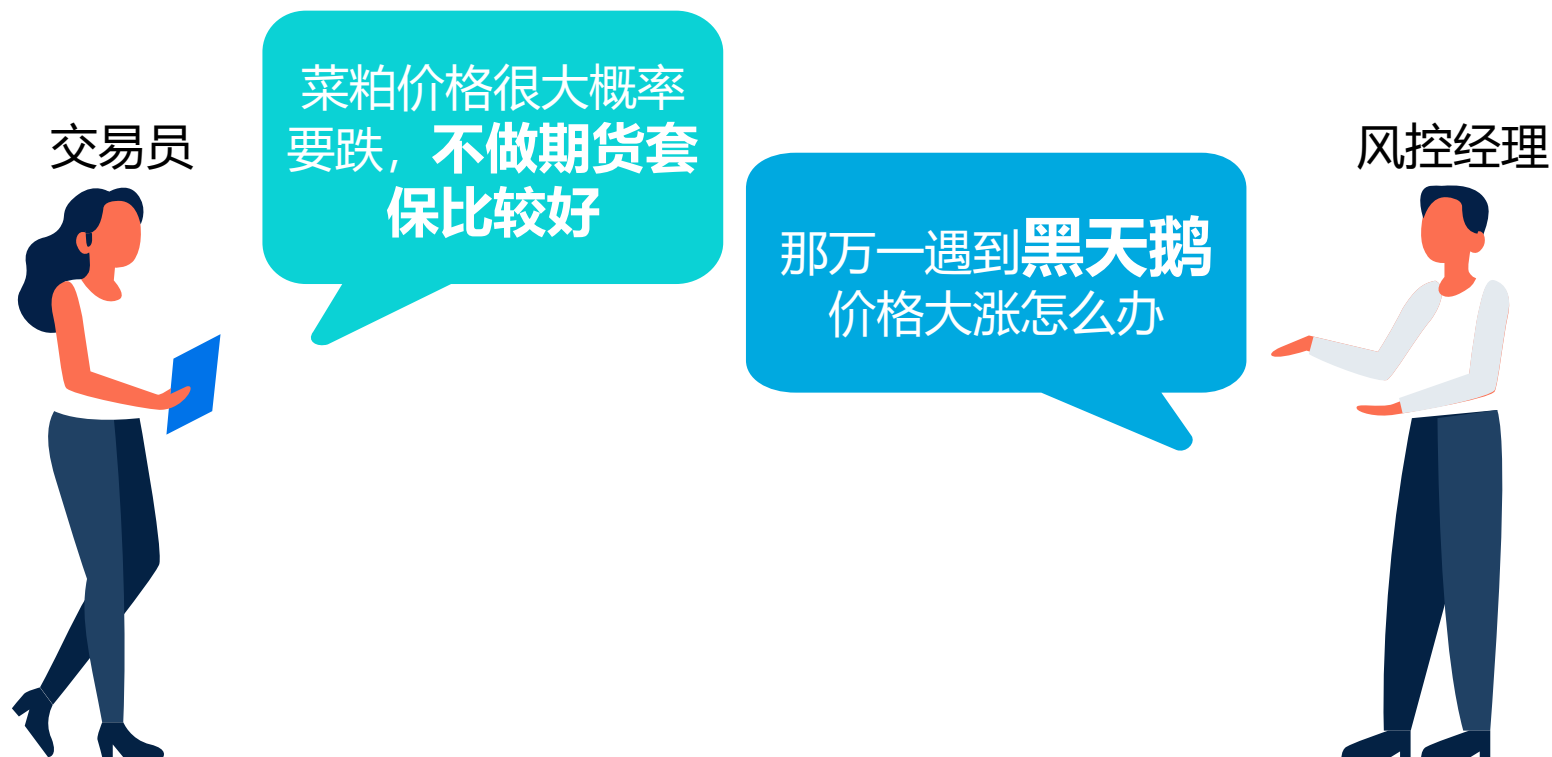 交易员
菜粕价格很大概率
要跌，不做期货套
保比较好
风控经理
那万一遇到黑天鹅
价格大涨怎么办